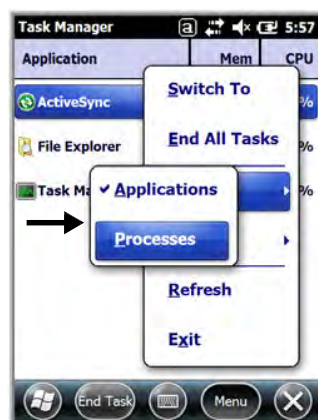 Task Manager a 5:57
Application Mem CPU
Switch To
ActiveSync %
End All Tasks
File Explorer %
Applications
Task Ma %
Processes
Refresh
Exit
End Task Menu